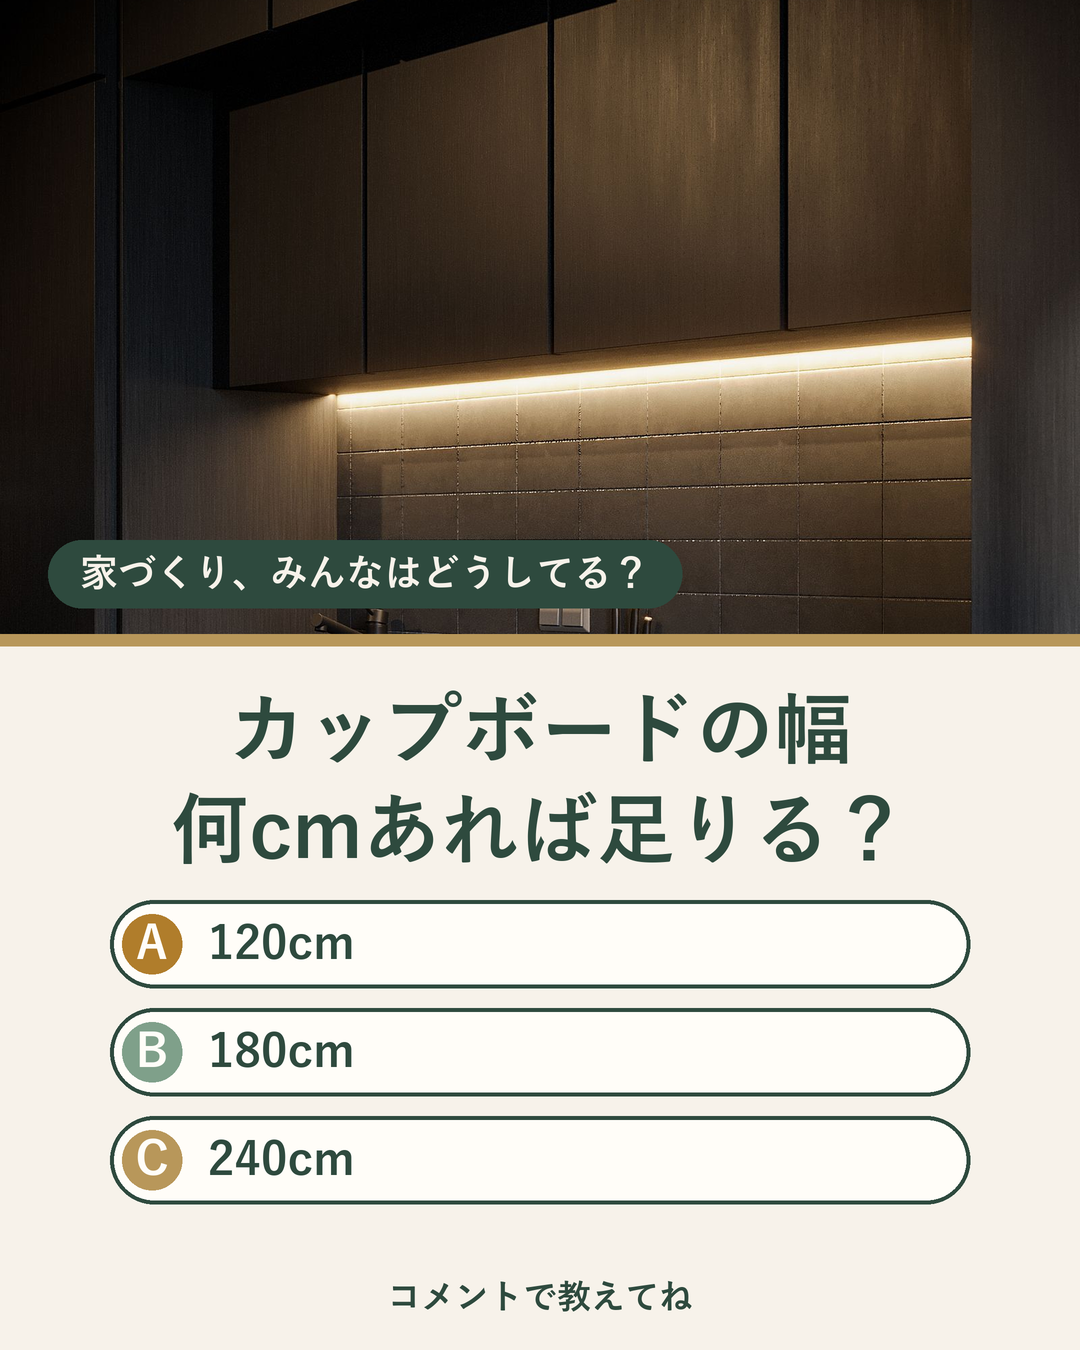 家づくり、みんなはどうしてる？
カップボードの幅
何cmあれば足りる？
A 120cm
B 180cm
C 240cm
コメントで教えてね